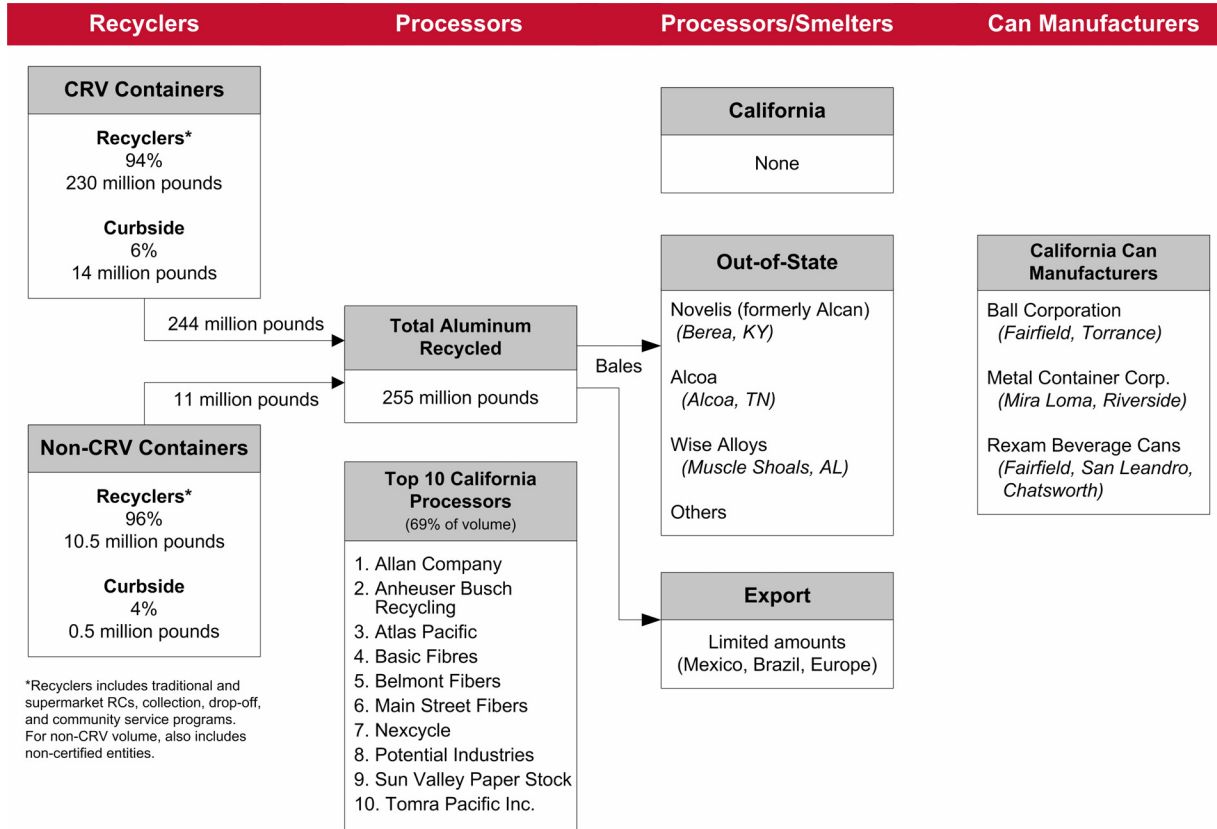 Recyclers
Processors
Processors/Smelters
Can Manufacturers
CRV Containers
Recyclers*
94%
230 million pounds
Curbside
6%
14 million pounds
244 million pounds
11 million pounds
Non-CRV Containers
Recyclers*
96%
10.5 million pounds
Curbside
4%
0.5 million pounds
*Recyclers includes traditional and
supermarket RCs, collection, drop-off,
and community service programs.
For non-CRV volume, also includes
non-certified entities.
Total Aluminum
Recycled
255 million pounds
Bales
Top 10 California
Processors
(69% of volume)
1. Allan Company
2. Anheuser Busch
Recycling
3. Atlas Pacific
4. Basic Fibres
5. Belmont Fibers
6. Main Street Fibers
7. Nexcycle
8. Potential Industries
9. Sun Valley Paper Stock
10. Tomra Pacific Inc.
California
None
Out-of-State
Novelis (formerly Alcan)
(Berea, KY)
Alcoa
(Alcoa, TN)
Wise Alloys
(Muscle Shoals, AL)
Others
Export
Limited amounts
(Mexico, Brazil, Europe)
California Can
Manufacturers
Ball Corporation
(Fairfield, Torrance)
Metal Container Corp.
(Mira Loma, Riverside)
Rexam Beverage Cans
(Fairfield, San Leandro,
Chatsworth)